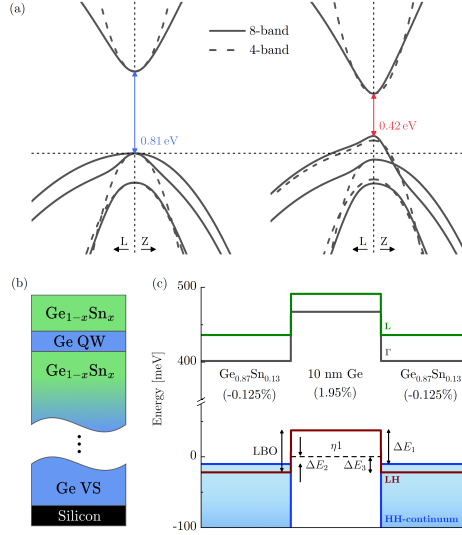 (a)
8-band
4-band
0.81 eV
0.42 eV
L Z
L Z
(b)
Ge₁₋ₓSnₓ
Ge QW
Ge₁₋ₓSnₓ
Ge VS
Silicon
(c)
500
400
0
-100
Energy [meV]
L
Γ
Ge₀.₈₇Sn₀.₁₃
(-0.125%)
10 nm Ge
(1.95%)
Ge₀.₈₇Sn₀.₁₃
(-0.125%)
LBO
η1
ΔE₁
ΔE₂
ΔE₃
LH
HH-continuum